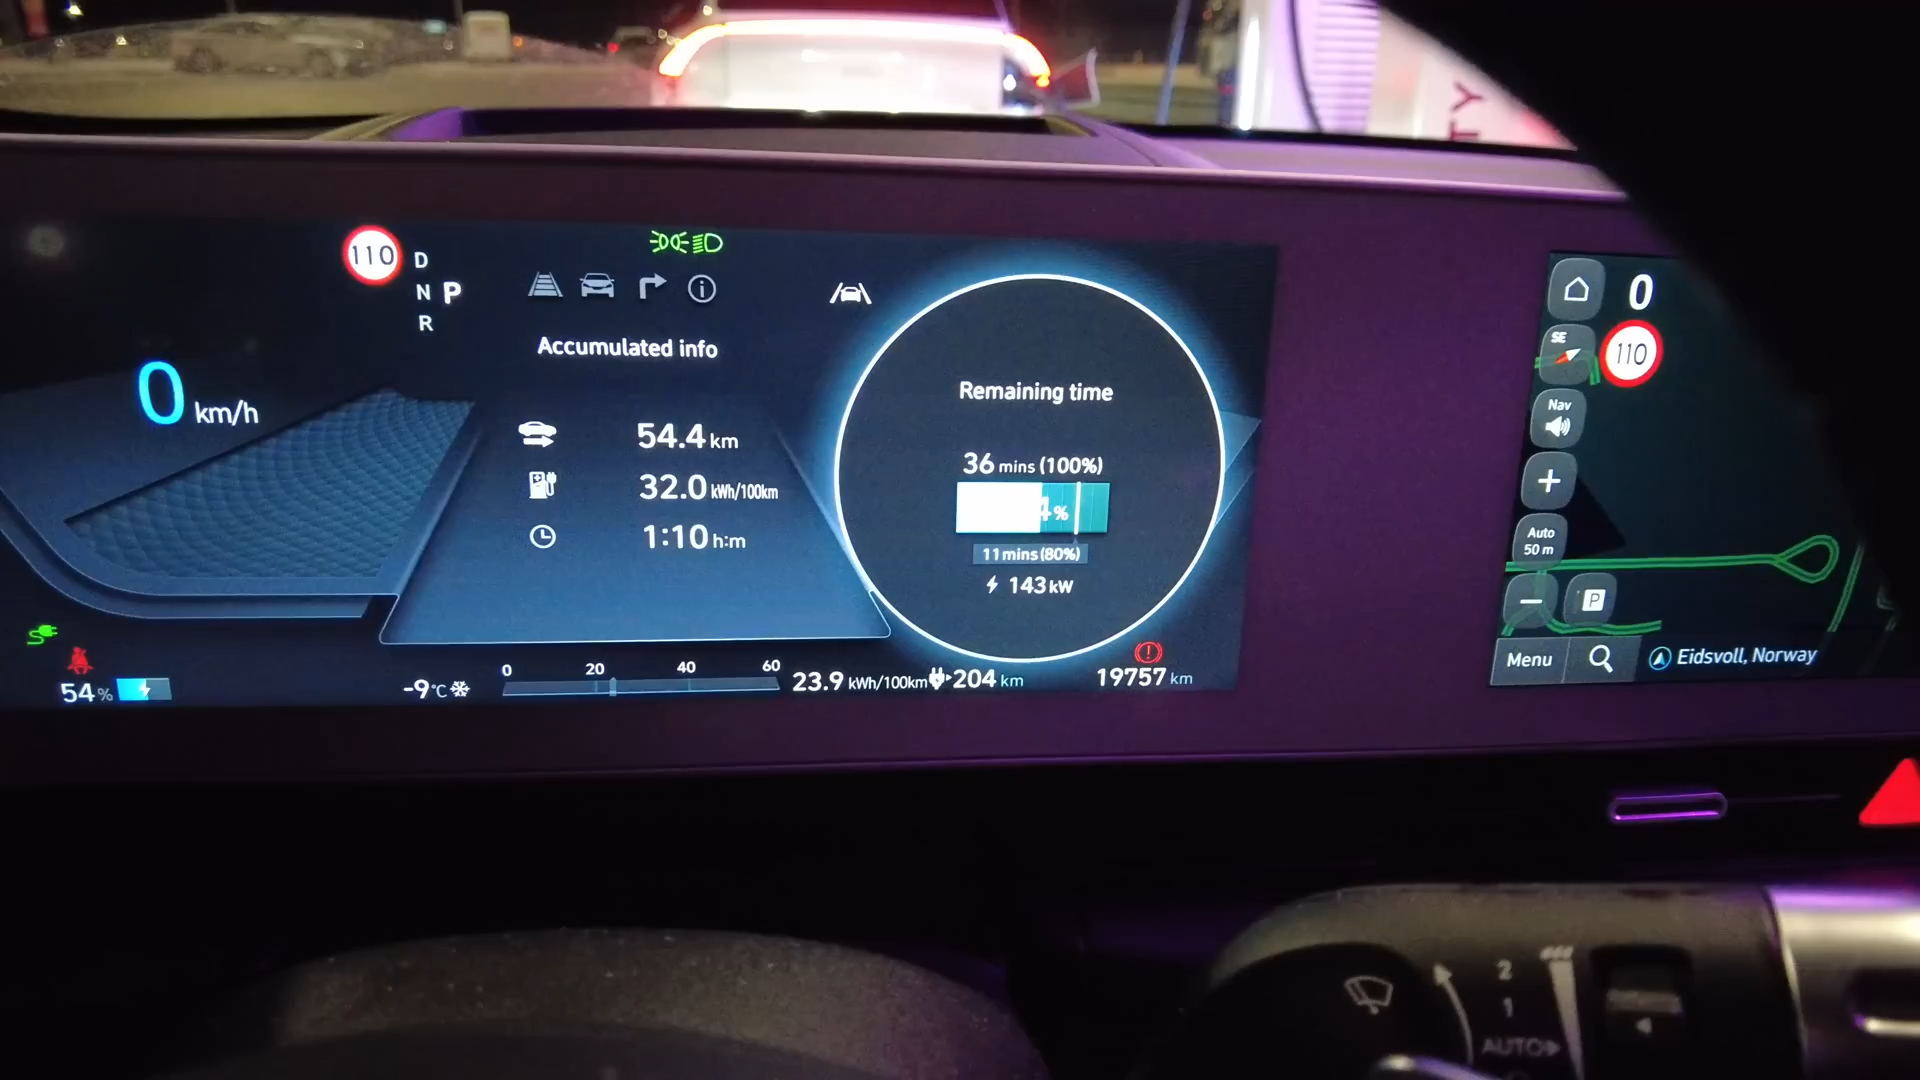 TY
110
D
N P
R
Accumulated info
0 km/h
54.4 km
32.0 kWh/100km
1:10 h:m
Remaining time
36 mins (100%)
4%
11 mins (80%)
143 kW
54 %
-9°C
0 20 40 60
23.9 kWh/100km
204 km
19757 km
0
SE
110
Nav
+
Auto
50 m
−
P
Menu
Eidsvoll, Norway
2
1
AUTO